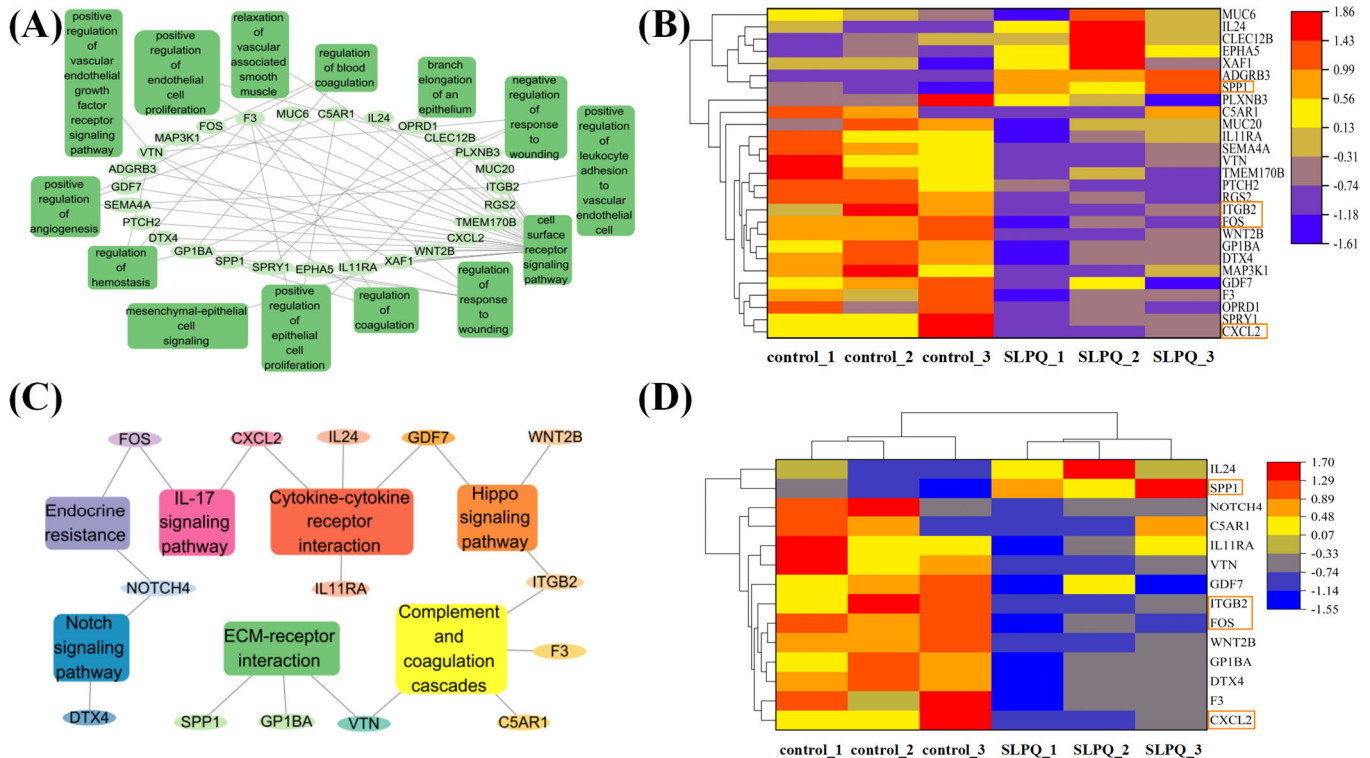 (A)
positive
regulation of
vascular
endothelial
growth
factor
receptor
signaling
pathway
positive
regulation of
endothelial cell
proliferation
relaxation of
vascular
associated
smooth
muscle
regulation of
blood
coagulation
branch
elongation of
an epithelium
negative
regulation of
response to
wounding
positive
regulation of
leukocyte
adhesion to
vascular
endothelial
cell
cell
surface
receptor
signaling
pathway
regulation of
response
to
wounding
regulation of
coagulation
positive
regulation
of
epithelial
cell
proliferation
mesenchymal-epithelial
cell
signaling
regulation
of
hemostasis
positive
regulation of
angiogenesis
F3
MUC6
C5AR1
IL24
OPRD1
CLEC12B
PLXNB3
MUC20
ITGB2
RGS2
TMEM170B
CXCL2
WNT2B
XAF1
IL11RA
EPHA5
SPRY1
SPP1
GP1BA
DTX4
PTCH2
SEMA4A
GDF7
ADGRB3
VTN
MAP3K1
FOS
(B)
MUC6
IL24
CLEC12B
EPHA5
XAF1
ADGRB3
SPP1
PLXNB3
C5AR1
MUC20
IL11RA
SEMA4A
VTN
TMEM170B
PTCH2
RGS2
ITGB2
FOS
WNT2B
GP1BA
DTX4
MAP3K1
GDF7
F3
OPRD1
SPRY1
CXCL2
control_1 control_2 control_3 SLPQ_1 SLPQ_2 SLPQ_3
1.86
1.43
0.99
0.56
0.13
-0.31
-0.74
-1.18
-1.61
(C)
FOS
CXCL2
IL24
GDF7
WNT2B
Endocrine
resistance
IL-17
signaling
pathway
Cytokine-cytokine
receptor
interaction
Hippo
signaling
pathway
NOTCH4
IL11RA
ITGB2
Notch
signaling
pathway
ECM-receptor
interaction
Complement
and
coagulation
cascades
F3
DTX4
SPP1
GP1BA
VTN
C5AR1
(D)
IL24
SPP1
NOTCH4
C5AR1
IL11RA
VTN
GDF7
ITGB2
FOS
WNT2B
GP1BA
DTX4
F3
CXCL2
control_1 control_2 control_3 SLPQ_1 SLPQ_2 SLPQ_3
1.70
1.29
0.89
0.48
0.07
-0.33
-0.74
-1.14
-1.55